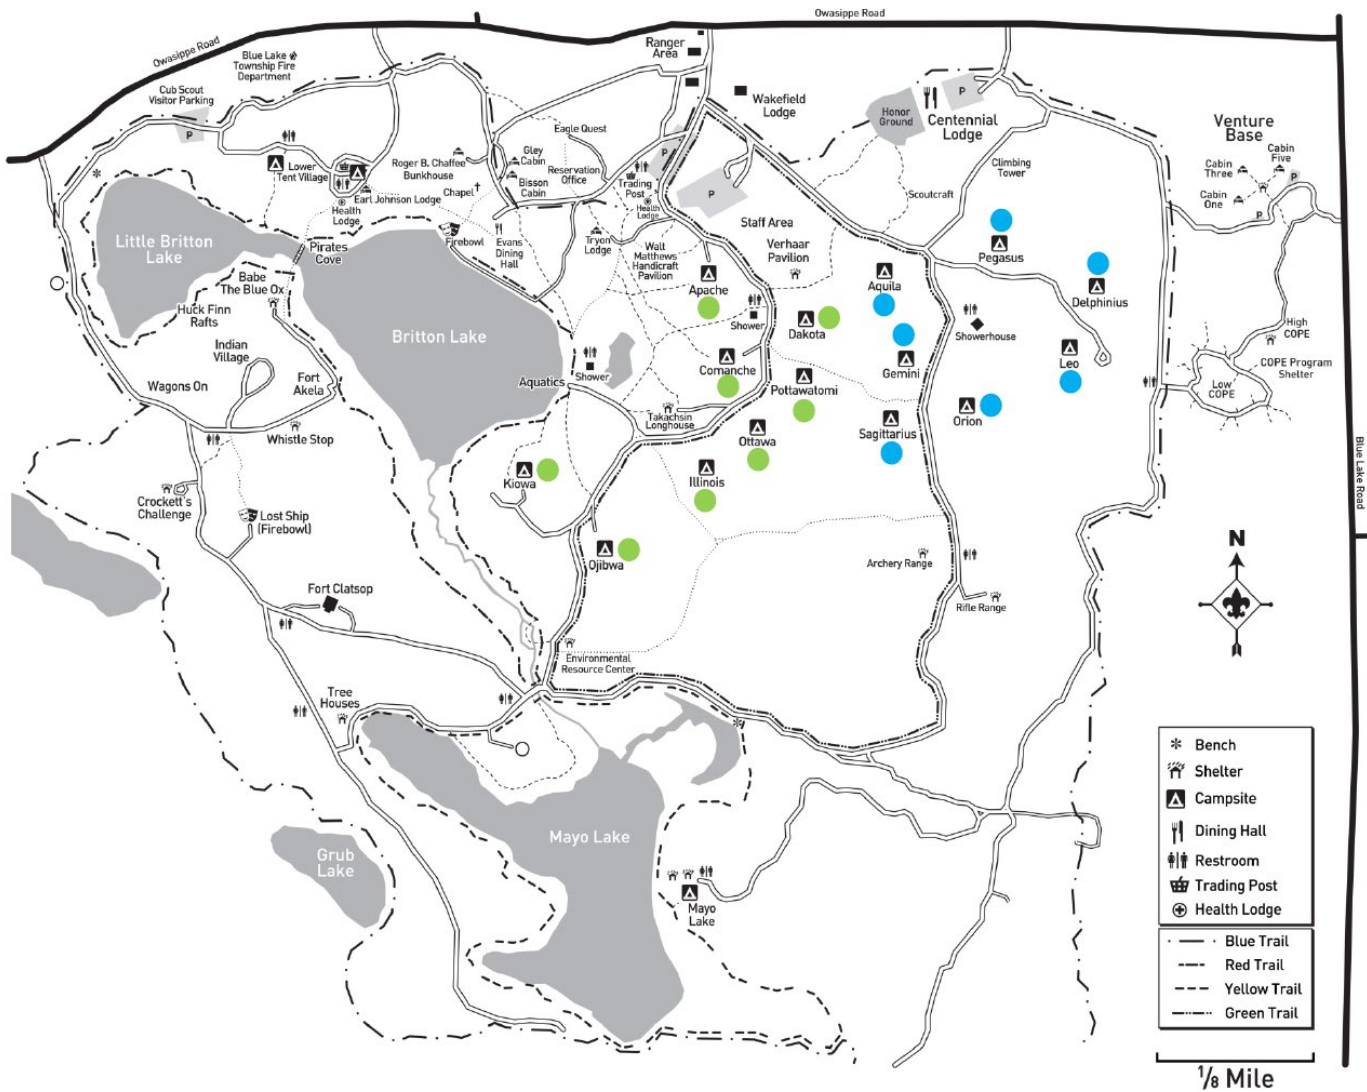 Owasippe Road
Owasippe Road
Blue Lake
Township Fire
Department
Cub Scout
Visitor Parking
P
Ranger
Area
Wakefield
Lodge
Honor
Ground
P
Centennial
Lodge
Venture
Base
Cabin
Five
Cabin
Three
Cabin
One
P
P
Climbing
Tower
Scoutcraft
Eagle Quest
Gley
Cabin
Reservation
Office
Bisson
Cabin
Roger B. Chaffee
Bunkhouse
Chapel
Lower
Tent Village
Earl Johnson Lodge
Health
Lodge
P
P
Trading
Post
Health
Lodge
Staff Area
Verhaar
Pavilion
Firebowl
Evans
Dining
Hall
Tryon
Lodge
Walt
Matthews
Handicraft
Pavilion
Little Britton
Lake
Pirates
Cove
Babe
The Blue Ox
Huck Finn
Rafts
Indian
Village
Wagons On
Fort
Akela
Whistle Stop
Britton Lake
Aquatics
Shower
Apache
Shower
Comanche
Takachsin
Longhouse
Dakota
Pottawatomi
Ottawa
Illinois
Kiowa
Ojibwa
Aquila
Gemini
Sagittarius
Pegasus
Delphinius
Showerhouse
Leo
Orion
High
COPE
COPE Program
Shelter
Low
COPE
Blue Lake Road
Crockett's
Challenge
Lost Ship
(Firebowl)
Fort Clatsop
Archery Range
Rifle Range
Environmental
Resource Center
Tree
Houses
Mayo Lake
Grub
Lake
Mayo
Lake
N
Bench
Shelter
Campsite
Dining Hall
Restroom
Trading Post
Health Lodge
Blue Trail
Red Trail
Yellow Trail
Green Trail
1/8 Mile